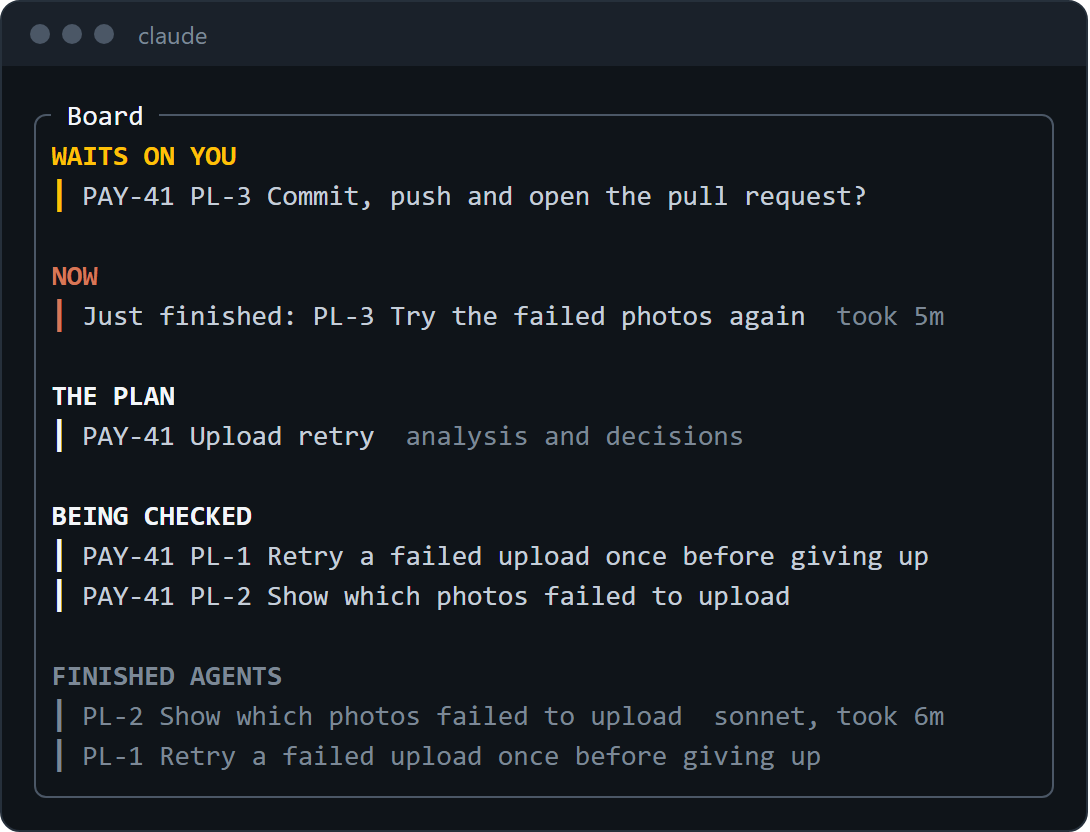 claude
Board
WAITS ON YOU
PAY-41 PL-3 Commit, push and open the pull request?
NOW
Just finished: PL-3 Try the failed photos again  took 5m
THE PLAN
PAY-41 Upload retry  analysis and decisions
BEING CHECKED
PAY-41 PL-1 Retry a failed upload once before giving up
PAY-41 PL-2 Show which photos failed to upload
FINISHED AGENTS
PL-2 Show which photos failed to upload  sonnet, took 6m
PL-1 Retry a failed upload once before giving up